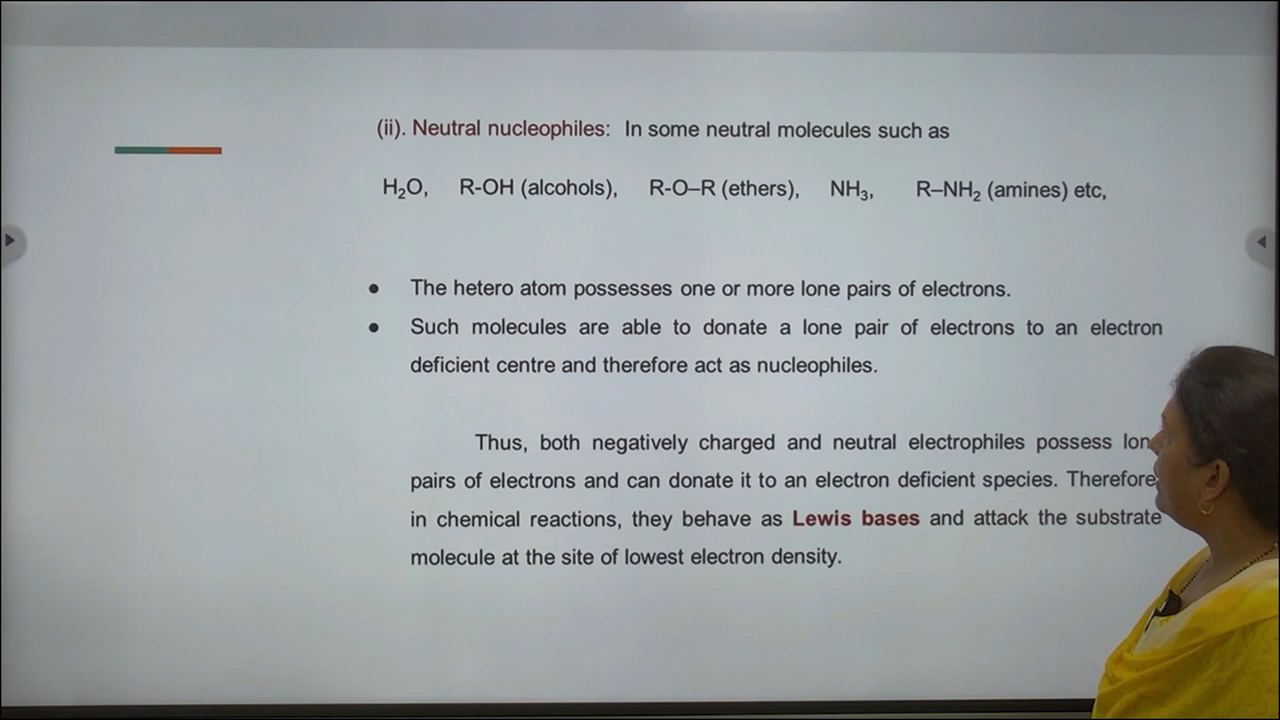 (ii). Neutral nucleophiles: In some neutral molecules such as
H₂O, R-OH (alcohols), R-O–R (ethers), NH₃, R–NH₂ (amines) etc,
● The hetero atom possesses one or more lone pairs of electrons.
● Such molecules are able to donate a lone pair of electrons to an electron
deficient centre and therefore act as nucleophiles.
Thus, both negatively charged and neutral electrophiles possess lon
pairs of electrons and can donate it to an electron deficient species. Therefore
in chemical reactions, they behave as Lewis bases and attack the substrate
molecule at the site of lowest electron density.